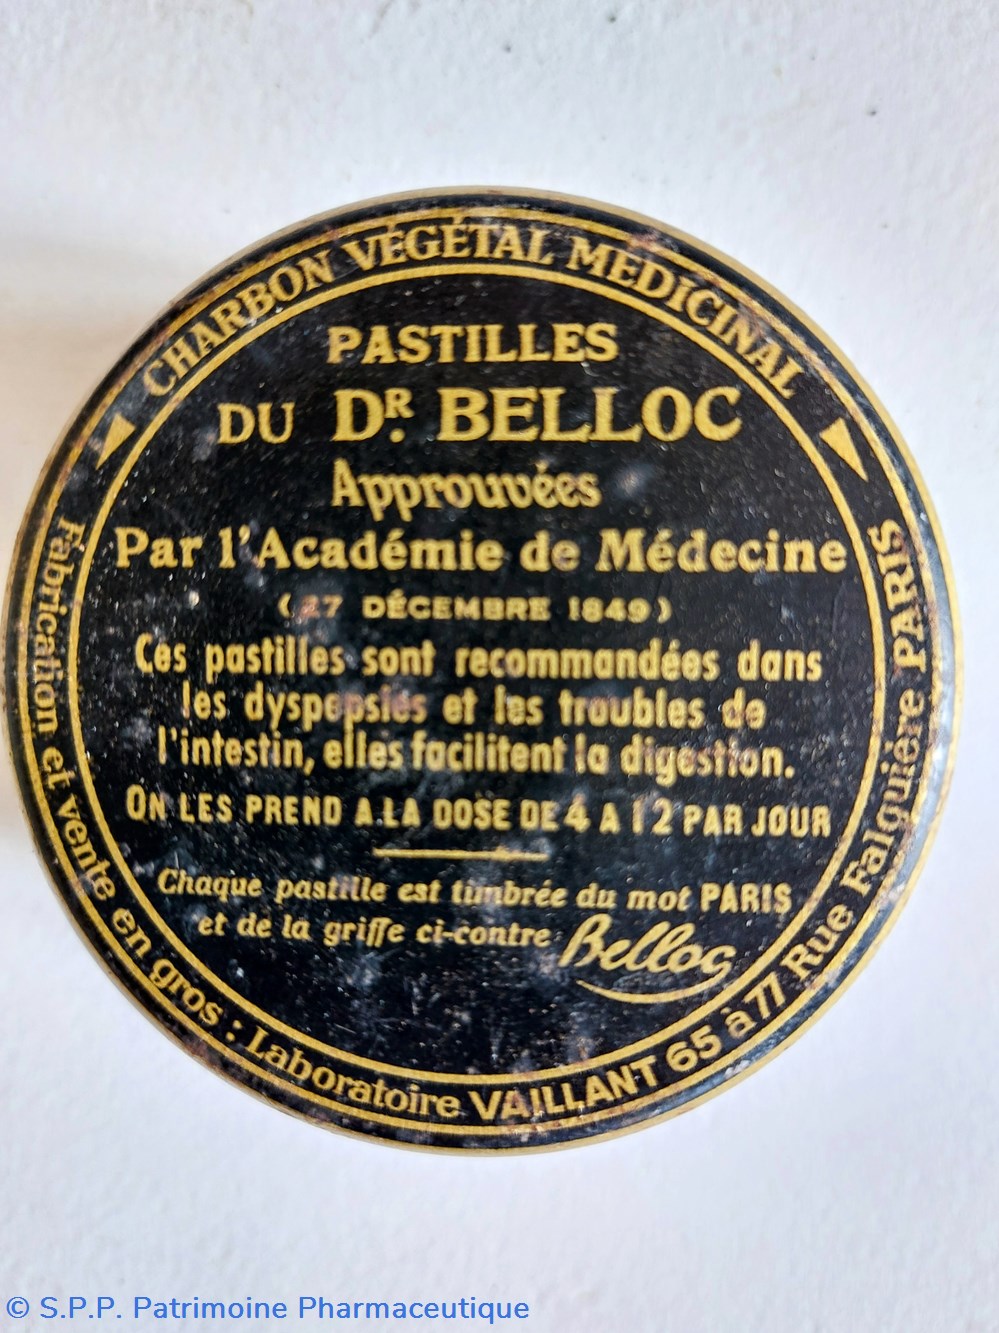 CHARBON VÉGÉTAL MEDICINAL
PASTILLES
DU DR. BELLOC
Approuvées
Par l'Académie de Médecine
(27 DÉCEMBRE 1849)
Ces pastilles sont recommandées dans
les dyspepsies et les troubles de
l'intestin, elles facilitent la digestion.
ON LES PREND A LA DOSE DE 4 A 12 PAR JOUR
Chaque pastille est timbrée du mot PARIS
et de la griffe ci-contre Belloc
Fabrication et vente en gros : Laboratoire VAILLANT 65 à 77 Rue Falguière PARIS
© S.P.P. Patrimoine Pharmaceutique